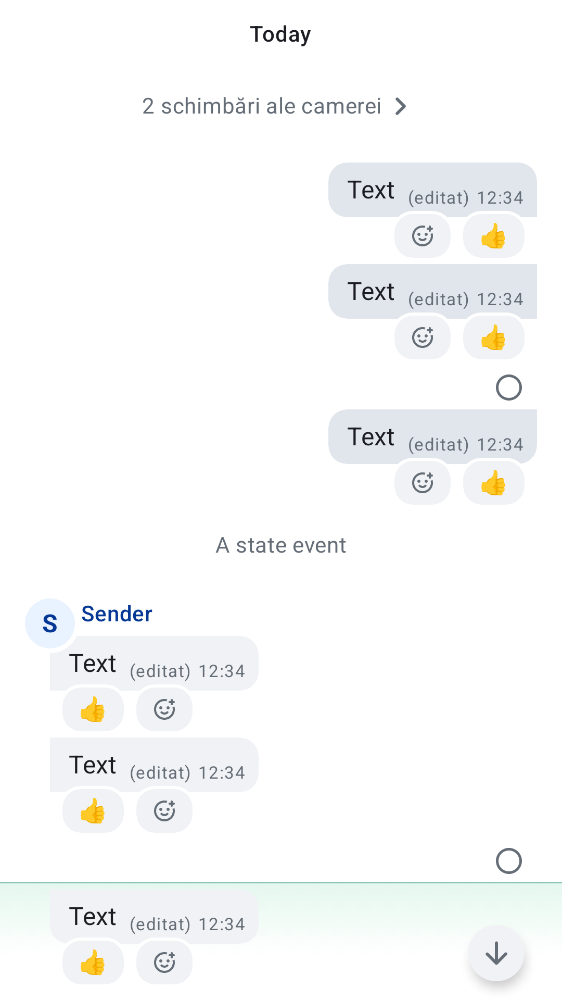 Today
2 schimbări ale camerei
Text (editat) 12:34
👍
Text (editat) 12:34
👍
Text (editat) 12:34
👍
A state event
S Sender
Text (editat) 12:34
👍
Text (editat) 12:34
👍
Text (editat) 12:34
👍